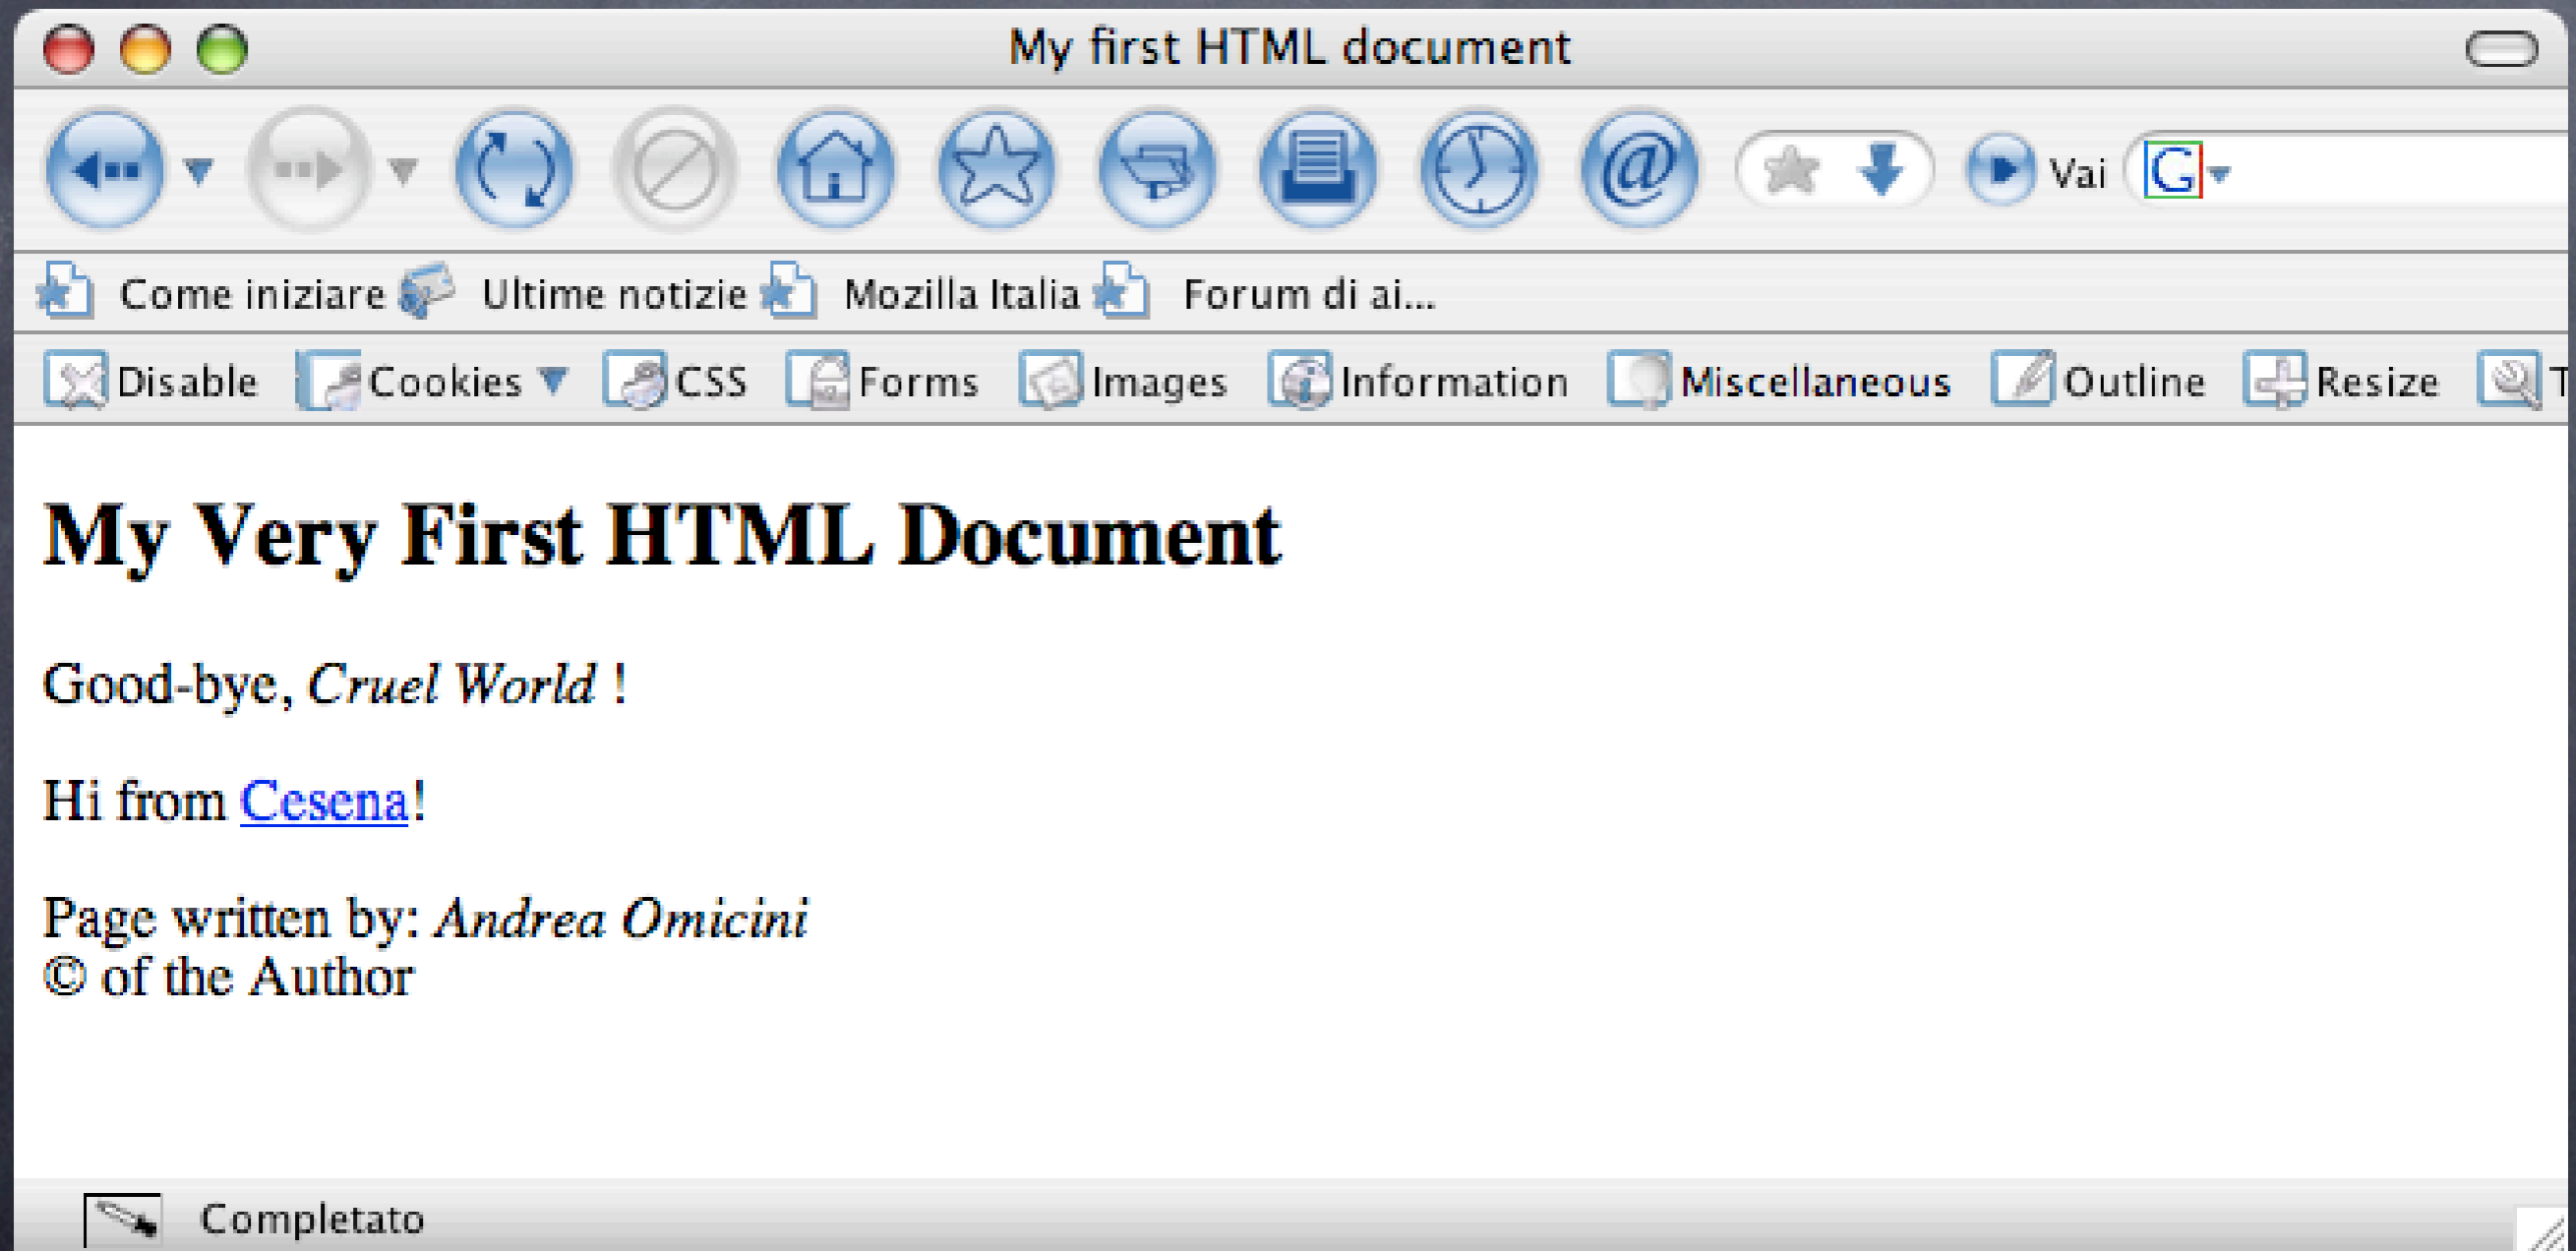 My first HTML document
@ Vai G
Come iniziare Ultime notizie Mozilla Italia Forum di ai...
Disable Cookies CSS Forms Images Information Miscellaneous Outline Resize T
My Very First HTML Document
Good-bye, Cruel World !
Hi from Cesena!
Page written by: Andrea Omicini
© of the Author
Completato